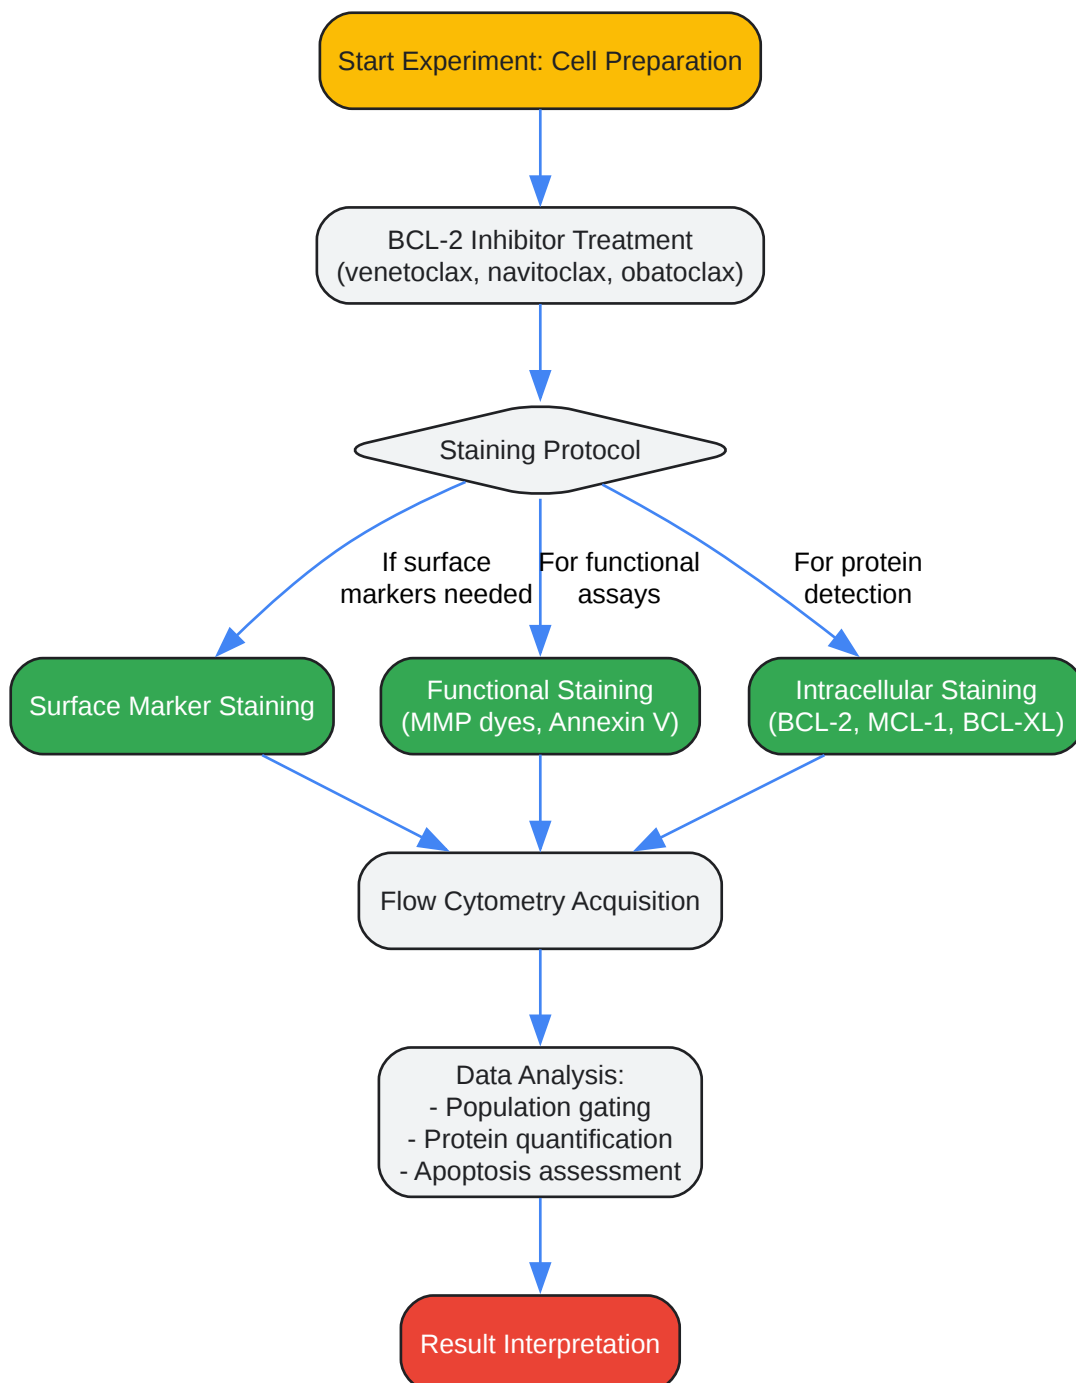 Start Experiment: Cell Preparation
BCL-2 Inhibitor Treatment
(venetoclax, navitoclax, obatoclax)
Staining Protocol
If surface
markers needed
For functional
assays
For protein
detection
Surface Marker Staining
Functional Staining
(MMP dyes, Annexin V)
Intracellular Staining
(BCL-2, MCL-1, BCL-XL)
Flow Cytometry Acquisition
Data Analysis:
- Population gating
- Protein quantification
- Apoptosis assessment
Result Interpretation